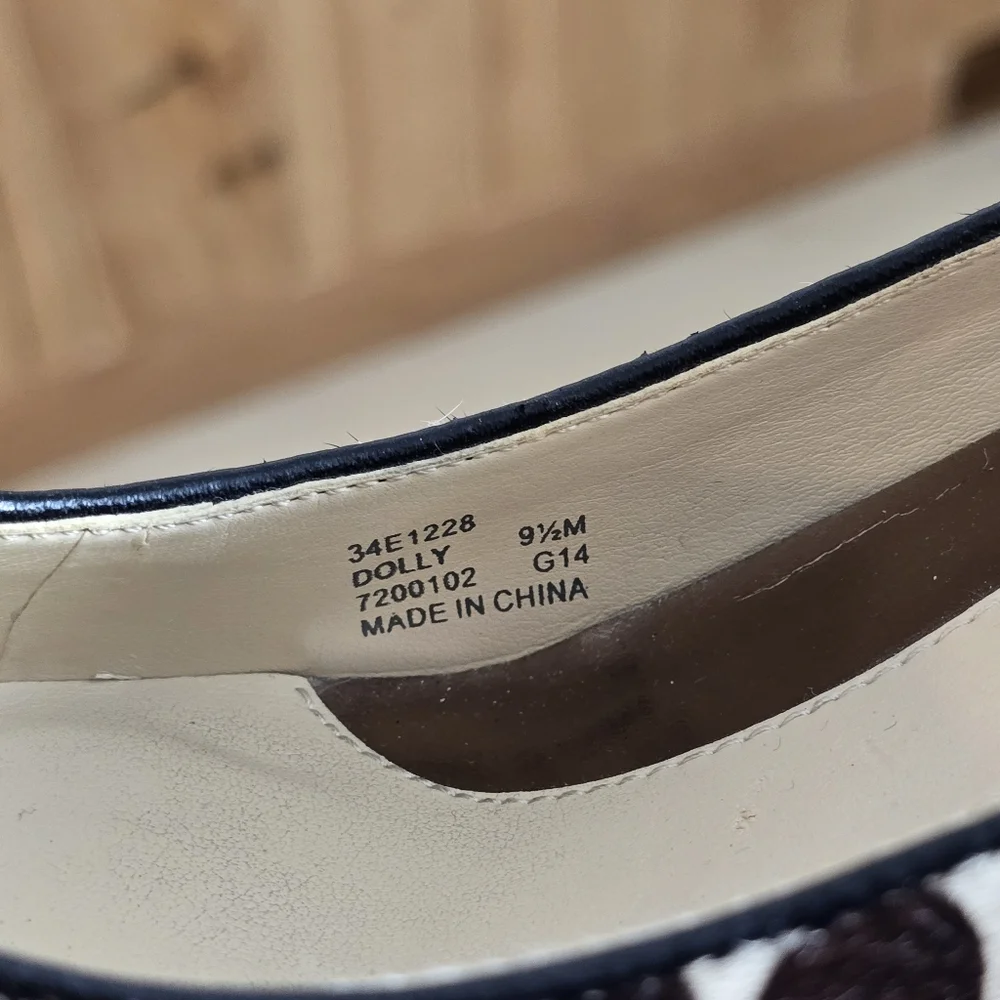 34E1228 9½M
DOLLY G14
7200102
MADE IN CHINA